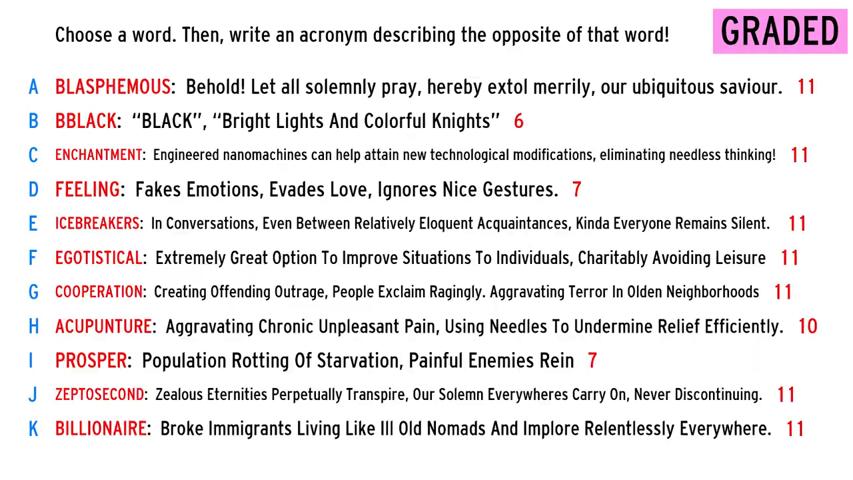 Choose a word. Then, write an acronym describing the opposite of that word!
GRADED
A BLASPHEMOUS: Behold! Let all solemnly pray, hereby extol merrily, our ubiquitous saviour. 11
B BBLACK: “BLACK”, “Bright Lights And Colorful Knights” 6
C ENCHANTMENT: Engineered nanomachines can help attain new technological modifications, eliminating needless thinking! 11
D FEELING: Fakes Emotions, Evades Love, Ignores Nice Gestures. 7
E ICEBREAKERS: In Conversations, Even Between Relatively Eloquent Acquaintances, Kinda Everyone Remains Silent. 11
F EGOTISTICAL: Extremely Great Option To Improve Situations To Individuals, Charitably Avoiding Leisure 11
G COOPERATION: Creating Offending Outrage, People Exclaim Ragingly. Aggravating Terror In Olden Neighborhoods 11
H ACUPUNTURE: Aggravating Chronic Unpleasant Pain, Using Needles To Undermine Relief Efficiently. 10
I PROSPER: Population Rotting Of Starvation, Painful Enemies Rein 7
J ZEPTOSECOND: Zealous Eternities Perpetually Transpire, Our Solemn Everywheres Carry On, Never Discontinuing. 11
K BILLIONAIRE: Broke Immigrants Living Like Ill Old Nomads And Implore Relentlessly Everywhere. 11